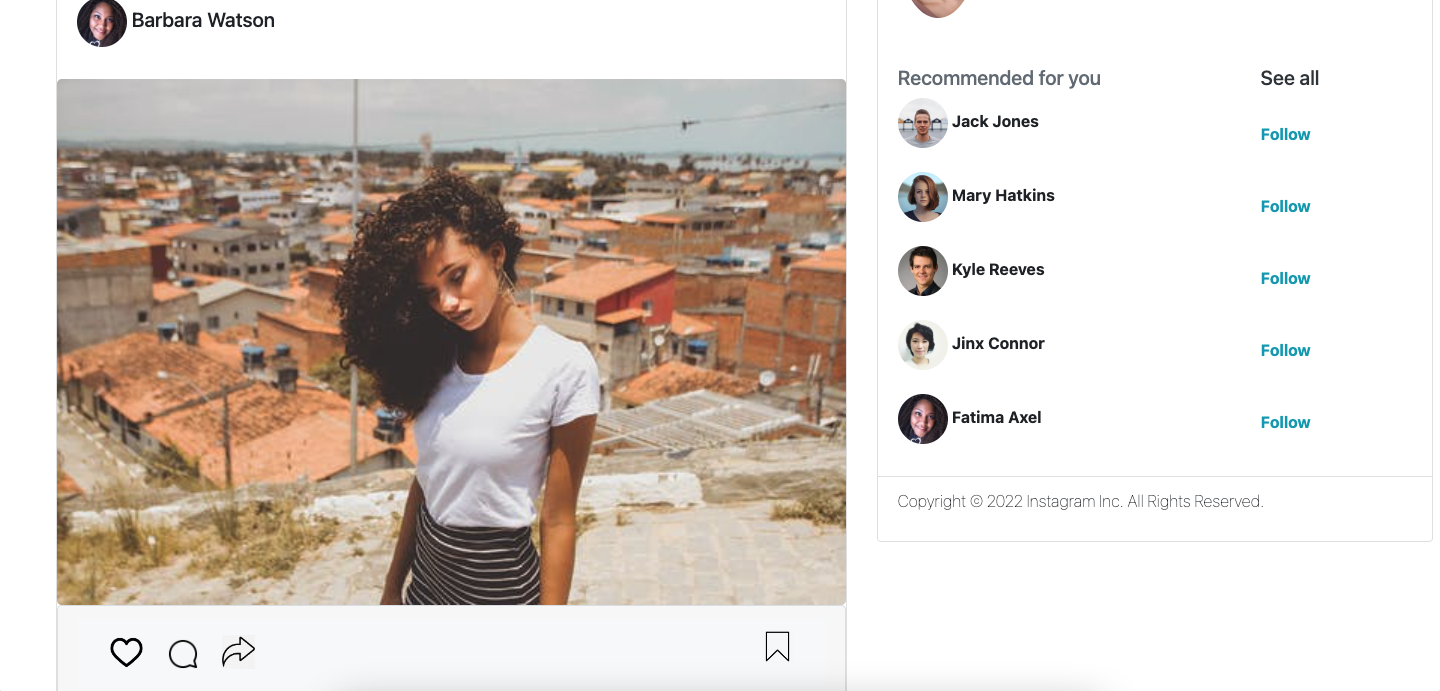 Barbara Watson
Recommended for you
See all
Jack Jones
Follow
Mary Hatkins
Follow
Kyle Reeves
Follow
Jinx Connor
Follow
Fatima Axel
Follow
Copyright © 2022 Instagram Inc. All Rights Reserved.